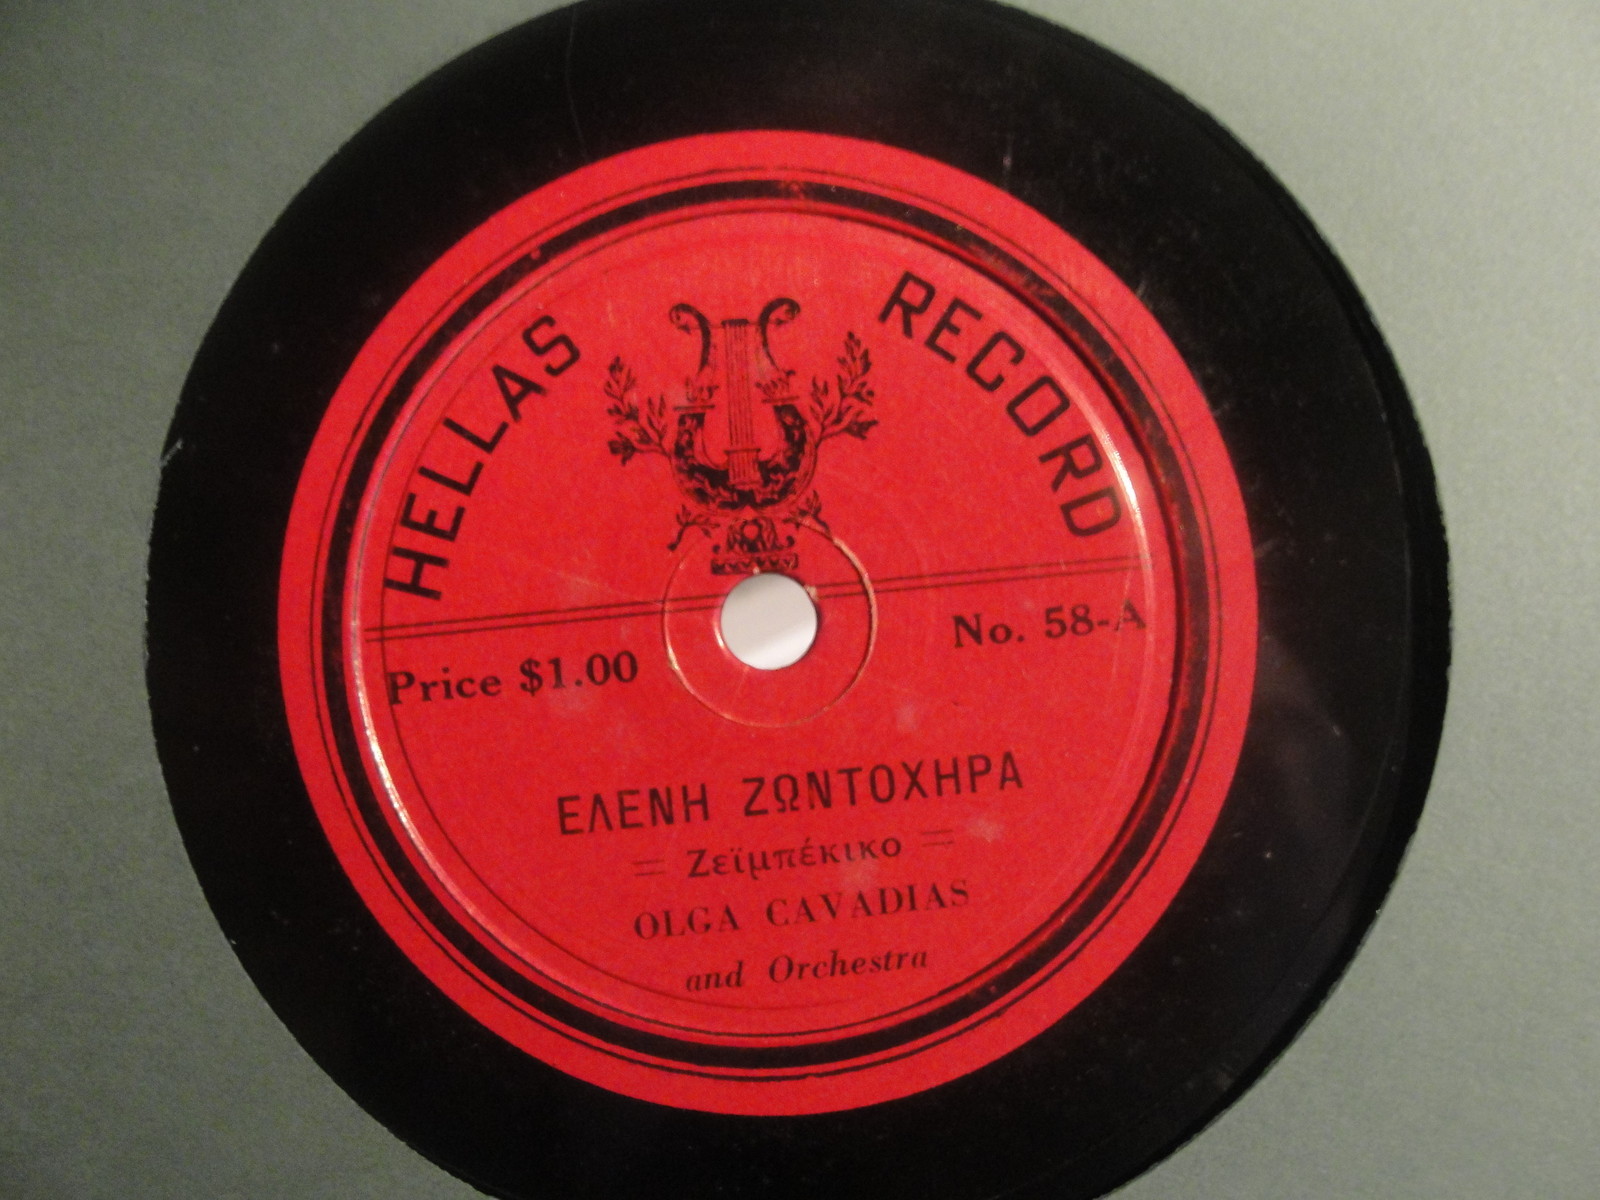 HELLAS RECORD
Price $1.00 No. 58-A
ΕΛΕΝΗ ΖΩΝΤΟΧΗΡΑ
= Ζεϊμπέκικο =
OLGA CAVADIAS
and Orchestra